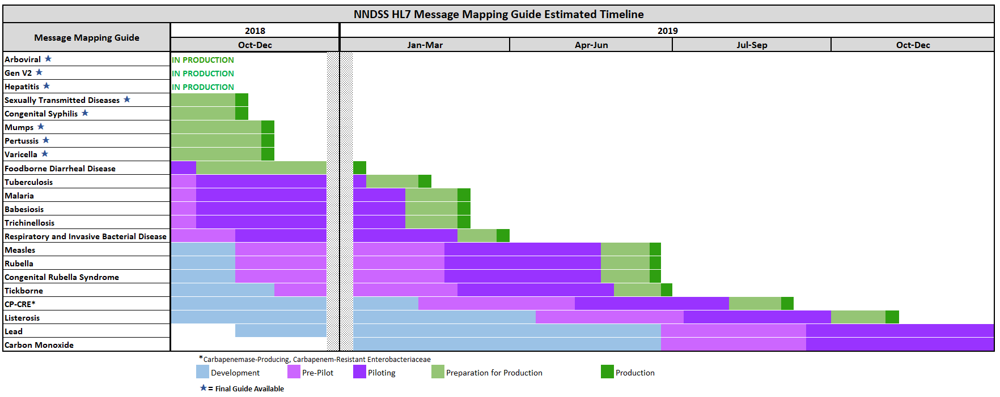 NNDSS HL7 Message Mapping Guide Estimated Timeline
Message Mapping Guide
2018
2019
Oct-Dec
Jan-Mar
Apr-Jun
Jul-Sep
Oct-Dec
Arboviral ★ IN PRODUCTION
Gen V2 ★ IN PRODUCTION
Hepatitis ★ IN PRODUCTION
Sexually Transmitted Diseases ★
Congenital Syphilis ★
Mumps ★
Pertussis ★
Varicella ★
Foodborne Diarrheal Disease
Tuberculosis
Malaria
Babesiosis
Trichinellosis
Respiratory and Invasive Bacterial Disease
Measles
Rubella
Congenital Rubella Syndrome
Tickborne
CP-CRE*
Listerosis
Lead
Carbon Monoxide
*Carbapenemase-Producing, Carbapenem-Resistant Enterobacteriaceae
Development
Pre-Pilot
Piloting
Preparation for Production
Production
★= Final Guide Available